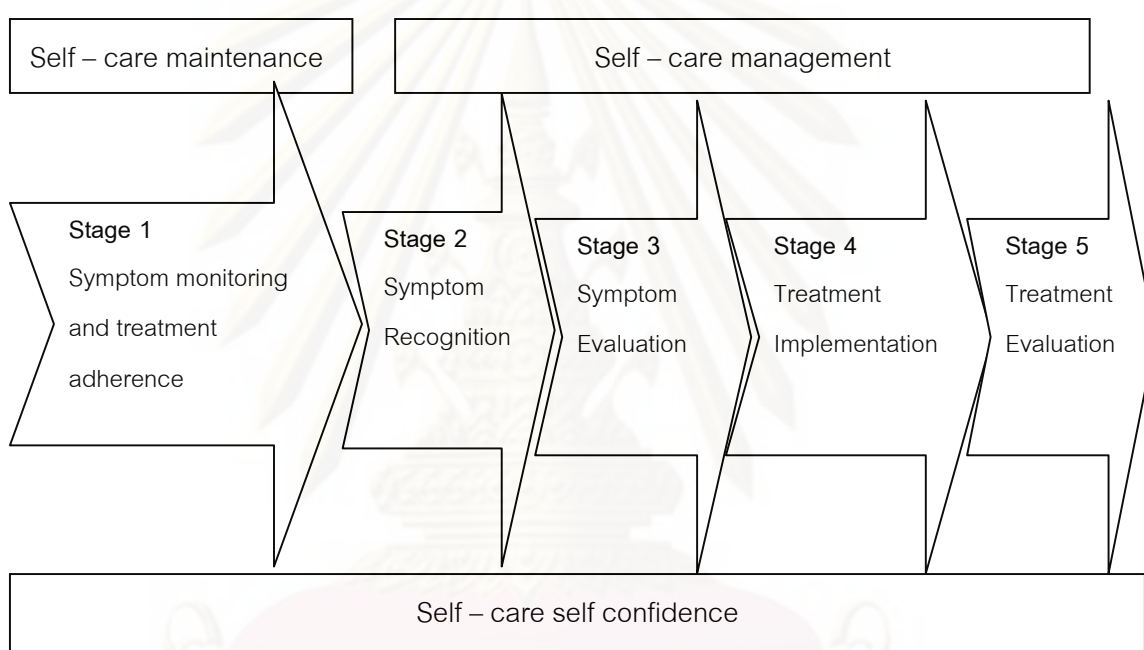 Self – care maintenance
Self – care management
Stage 1
Symptom monitoring
and treatment
adherence
Stage 2
Symptom
Recognition
Stage 3
Symptom
Evaluation
Stage 4
Treatment
Implementation
Stage 5
Treatment
Evaluation
Self – care self confidence